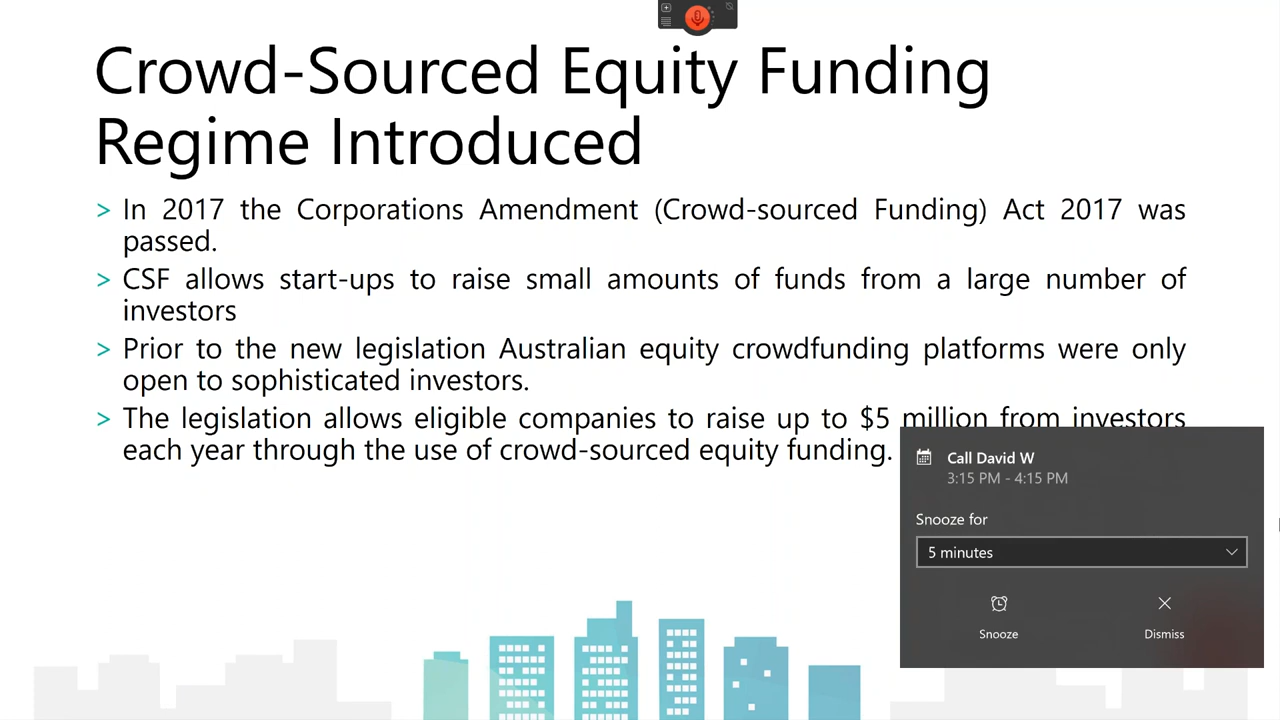 Crowd-Sourced Equity Funding
Regime Introduced
> In 2017 the Corporations Amendment (Crowd-sourced Funding) Act 2017 was
passed.
> CSF allows start-ups to raise small amounts of funds from a large number of
investors
> Prior to the new legislation Australian equity crowdfunding platforms were only
open to sophisticated investors.
> The legislation allows eligible companies to raise up to $5 million from investors
each year through the use of crowd-sourced equity funding.
Call David W
3:15 PM - 4:15 PM
Snooze for
5 minutes
Snooze
Dismiss